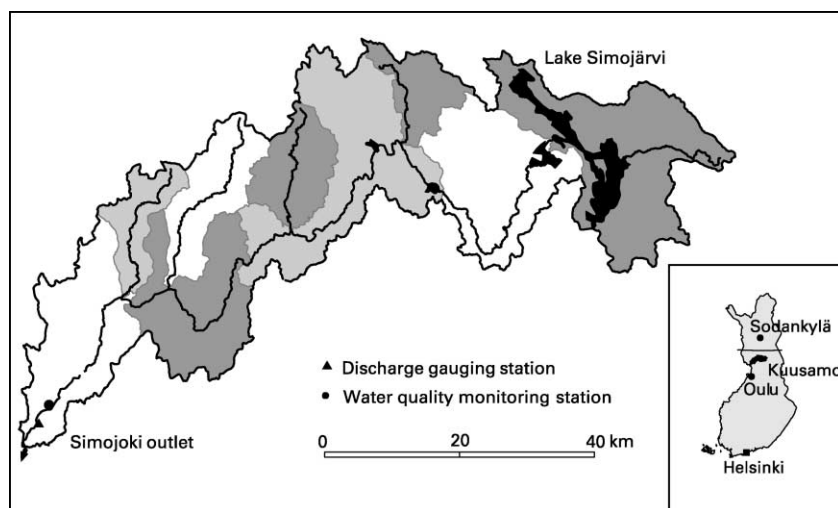 Lake Simojärvi
Discharge gauging station
Water quality monitoring station
Simojoki outlet
0 20 40 km
Sodankylä
Kuusamo
Oulu
Helsinki